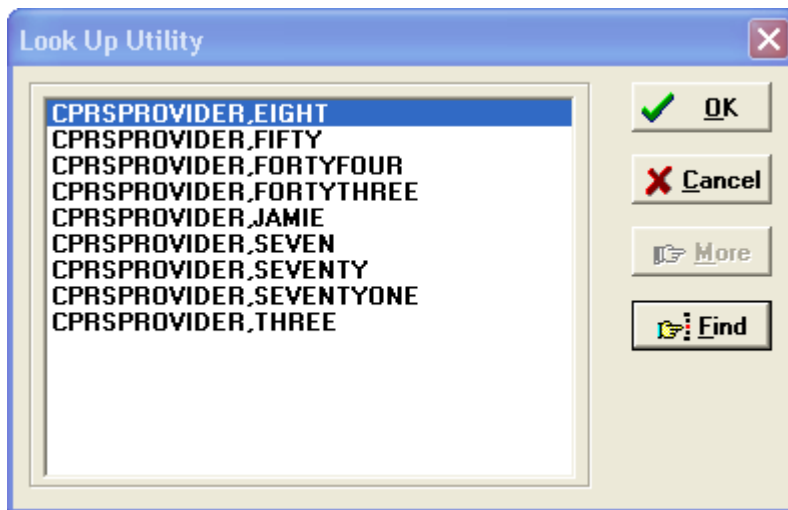 Look Up Utility
CPRSPROVIDER,EIGHT
CPRSPROVIDER,FIFTY
CPRSPROVIDER,FORTYFOUR
CPRSPROVIDER,FORTYTHREE
CPRSPROVIDER,JAMIE
CPRSPROVIDER,SEVEN
CPRSPROVIDER,SEVENTY
CPRSPROVIDER,SEVENTYONE
CPRSPROVIDER,THREE
OK
Cancel
More
Find